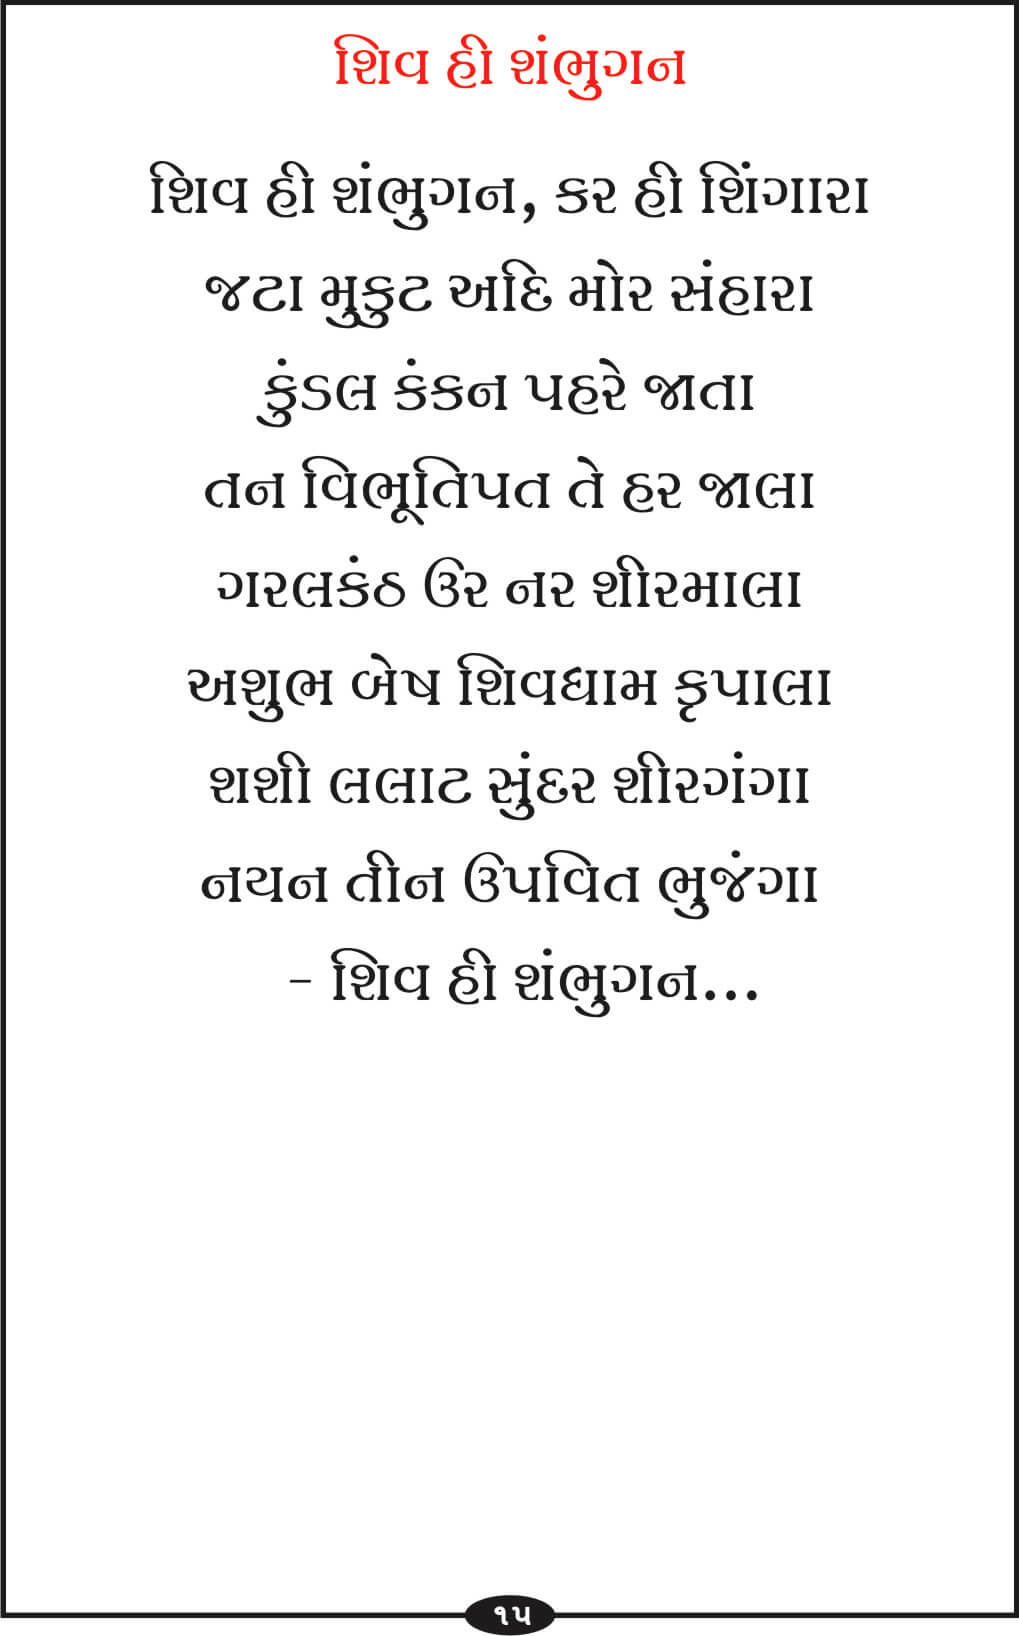 શિવ હી શંભુગન
શિવ હી શંભુગન, કર હી શિંગારા
જટા મુકુટ અદિ મોર સંહારા
કુંડલ કંકન પહરે જાતા
તન વિભૂતિપત તે હર જાલા
ગરલકંઠ ઉર નર શીરમાલા
અશુભ બેષ શિવધામ કૃપાલા
શશી લલાટ સુંદર શીરગંગા
નયન તીન ઉપવિત ભુજંગા
- શિવ હી શંભુગન...
૧૫